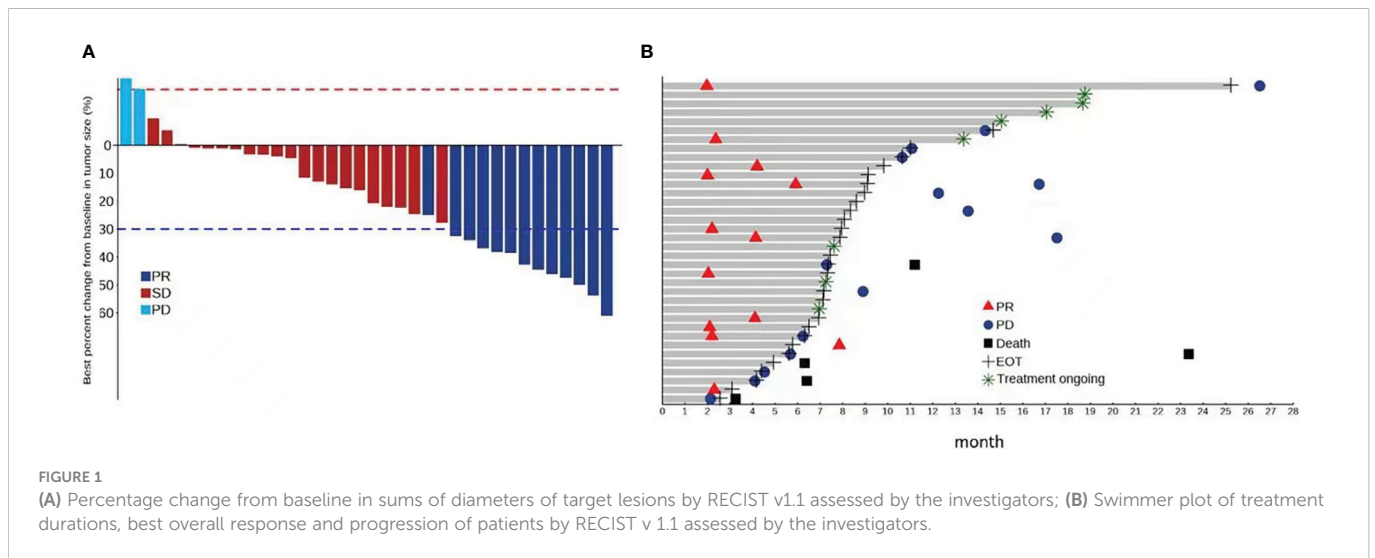 A
Best percent change from baseline in tumor size (%)
0
10
20
30
40
50
60
PR
SD
PD
B
PR
PD
Death
EOT
Treatment ongoing
0 1 2 3 4 5 6 7 8 9 10 11 12 13 14 15 16 17 18 19 20 21 22 23 24 25 26 27 28
month
FIGURE 1
(A) Percentage change from baseline in sums of diameters of target lesions by RECIST v1.1 assessed by the investigators; (B) Swimmer plot of treatment
durations, best overall response and progression of patients by RECIST v 1.1 assessed by the investigators.